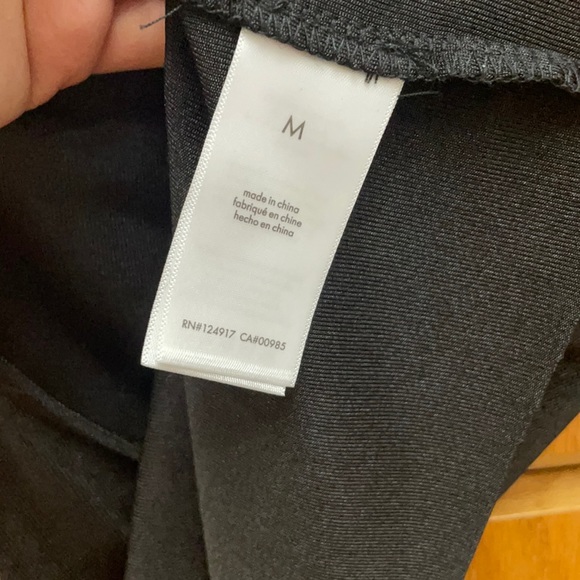 M
made in china
fabriqué en chine
hecho en china
RN#124917 CA#00985